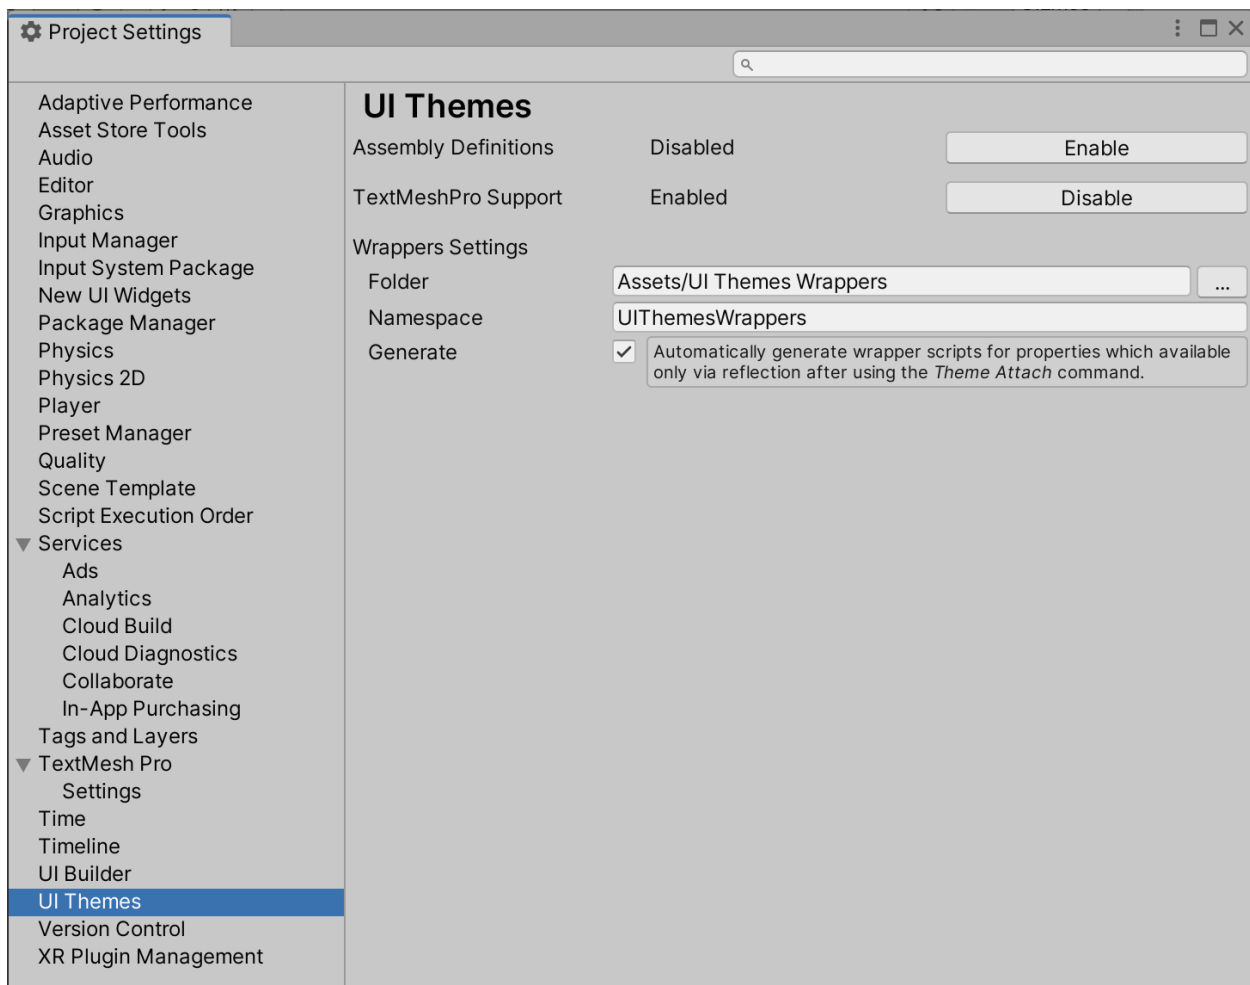 Project Settings
Adaptive Performance
Asset Store Tools
Audio
Editor
Graphics
Input Manager
Input System Package
New UI Widgets
Package Manager
Physics
Physics 2D
Player
Preset Manager
Quality
Scene Template
Script Execution Order
Services
Ads
Analytics
Cloud Build
Cloud Diagnostics
Collaborate
In-App Purchasing
Tags and Layers
TextMesh Pro
Settings
Time
Timeline
UI Builder
UI Themes
Version Control
XR Plugin Management
UI Themes
Assembly Definitions Disabled Enable
TextMeshPro Support Enabled Disable
Wrappers Settings
Folder Assets/UI Themes Wrappers ...
Namespace UIThemesWrappers
Generate Automatically generate wrapper scripts for properties which available
only via reflection after using the Theme Attach command.